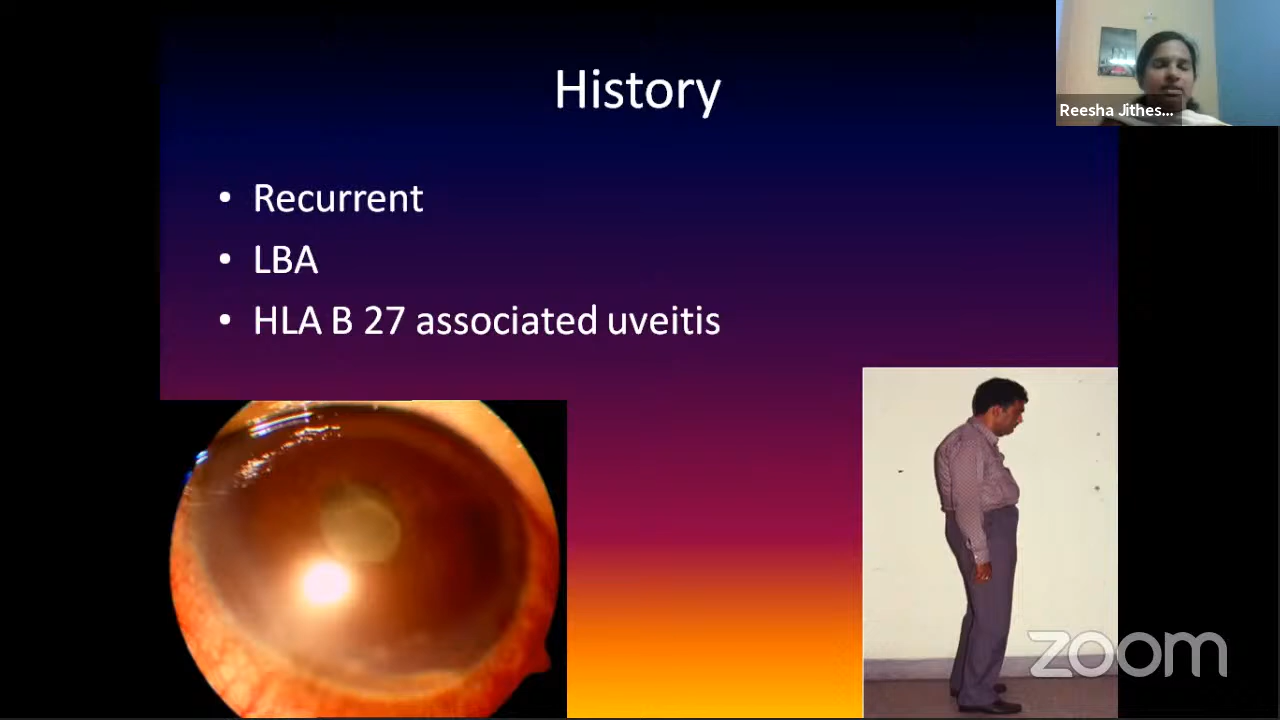 History
Reesha Jithes...
• Recurrent
• LBA
• HLA B 27 associated uveitis
zoom